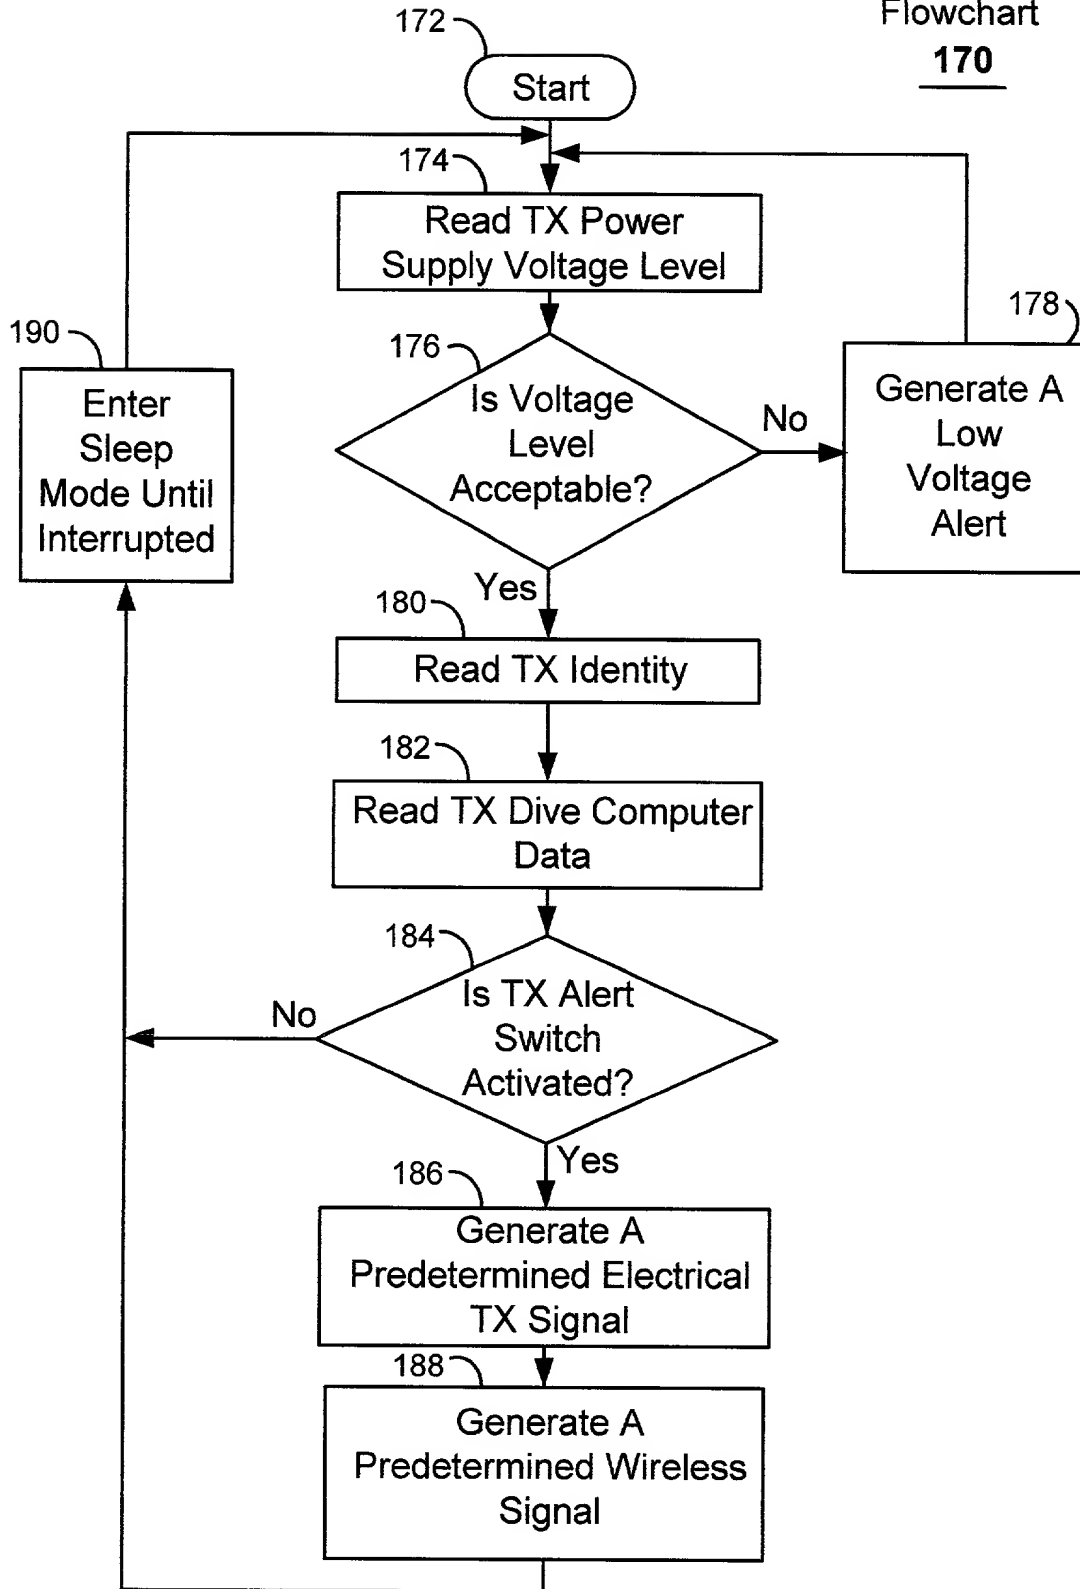 Flowchart
170
172
Start
174
Read TX Power
Supply Voltage Level
176
Is Voltage
Level
Acceptable?
No
178
Generate A
Low
Voltage
Alert
190
Enter
Sleep
Mode Until
Interrupted
Yes
180
Read TX Identity
182
Read TX Dive Computer
Data
184
Is TX Alert
Switch
Activated?
No
Yes
186
Generate A
Predetermined Electrical
TX Signal
188
Generate A
Predetermined Wireless
Signal